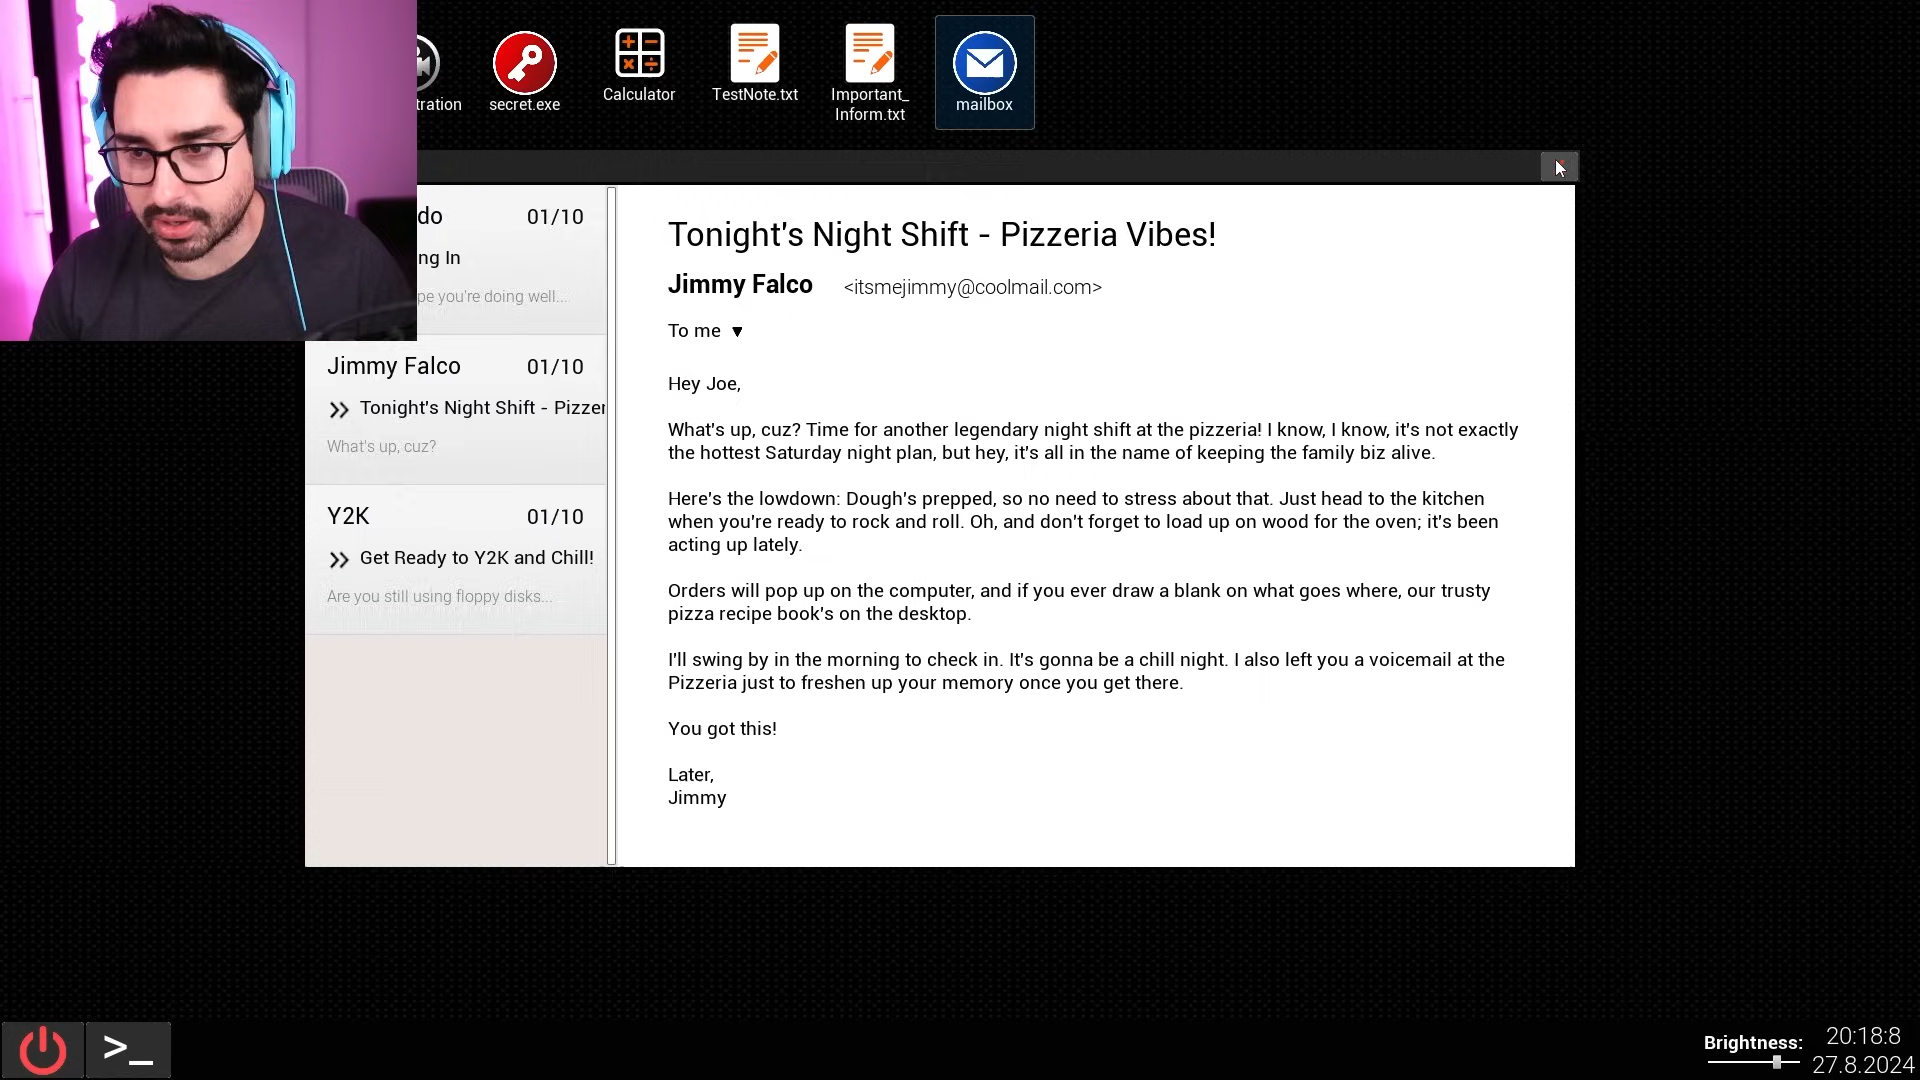 tration
secret.exe
Calculator
TestNote.txt
Important_
Inform.txt
mailbox
do 01/10
ng In
pe you're doing well...
Jimmy Falco 01/10
Tonight's Night Shift - Pizzer
What's up, cuz?
Y2K 01/10
Get Ready to Y2K and Chill!
Are you still using floppy disks...
Tonight's Night Shift - Pizzeria Vibes!
Jimmy Falco <itsmejimmy@coolmail.com>
To me ▼
Hey Joe,
What's up, cuz? Time for another legendary night shift at the pizzeria! I know, I know, it's not exactly
the hottest Saturday night plan, but hey, it's all in the name of keeping the family biz alive.
Here's the lowdown: Dough's prepped, so no need to stress about that. Just head to the kitchen
when you're ready to rock and roll. Oh, and don't forget to load up on wood for the oven; it's been
acting up lately.
Orders will pop up on the computer, and if you ever draw a blank on what goes where, our trusty
pizza recipe book's on the desktop.
I'll swing by in the morning to check in. It's gonna be a chill night. I also left you a voicemail at the
Pizzeria just to freshen up your memory once you get there.
You got this!
Later,
Jimmy
>_
Brightness:
20:18:8
27.8.2024